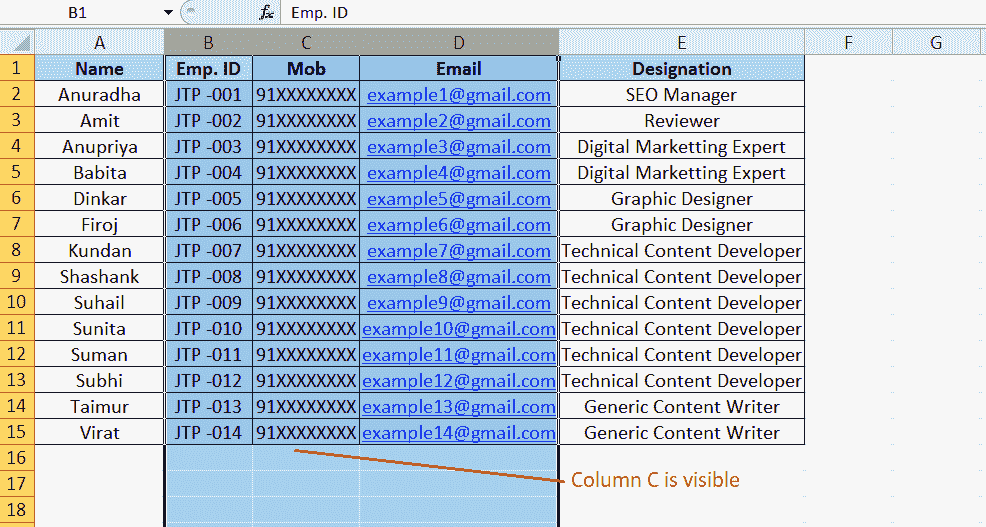 B1 fx Emp. ID
A B C D E F G
1 Name Emp. ID Mob Email Designation
2 Anuradha JTP -001 91XXXXXXXX example1@gmail.com SEO Manager
3 Amit JTP -002 91XXXXXXXX example2@gmail.com Reviewer
4 Anupriya JTP -003 91XXXXXXXX example3@gmail.com Digital Marketting Expert
5 Babita JTP -004 91XXXXXXXX example4@gmail.com Digital Marketting Expert
6 Dinkar JTP -005 91XXXXXXXX example5@gmail.com Graphic Designer
7 Firoj JTP -006 91XXXXXXXX example6@gmail.com Graphic Designer
8 Kundan JTP -007 91XXXXXXXX example7@gmail.com Technical Content Developer
9 Shashank JTP -008 91XXXXXXXX example8@gmail.com Technical Content Developer
10 Suhail JTP -009 91XXXXXXXX example9@gmail.com Technical Content Developer
11 Sunita JTP -010 91XXXXXXXX example10@gmail.com Technical Content Developer
12 Suman JTP -011 91XXXXXXXX example11@gmail.com Technical Content Developer
13 Subhi JTP -012 91XXXXXXXX example12@gmail.com Technical Content Developer
14 Taimur JTP -013 91XXXXXXXX example13@gmail.com Generic Content Writer
15 Virat JTP -014 91XXXXXXXX example14@gmail.com Generic Content Writer
16
17 Column C is visible
18